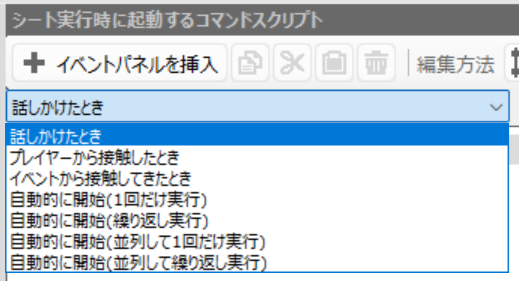 シート実行時に起動するコマンドスクリプト
イベントパネルを挿入 編集方法
話しかけたとき
話しかけたとき
プレイヤーから接触したとき
イベントから接触してきたとき
自動的に開始(1回だけ実行)
自動的に開始(繰り返し実行)
自動的に開始(並列して1回だけ実行)
自動的に開始(並列して繰り返し実行)